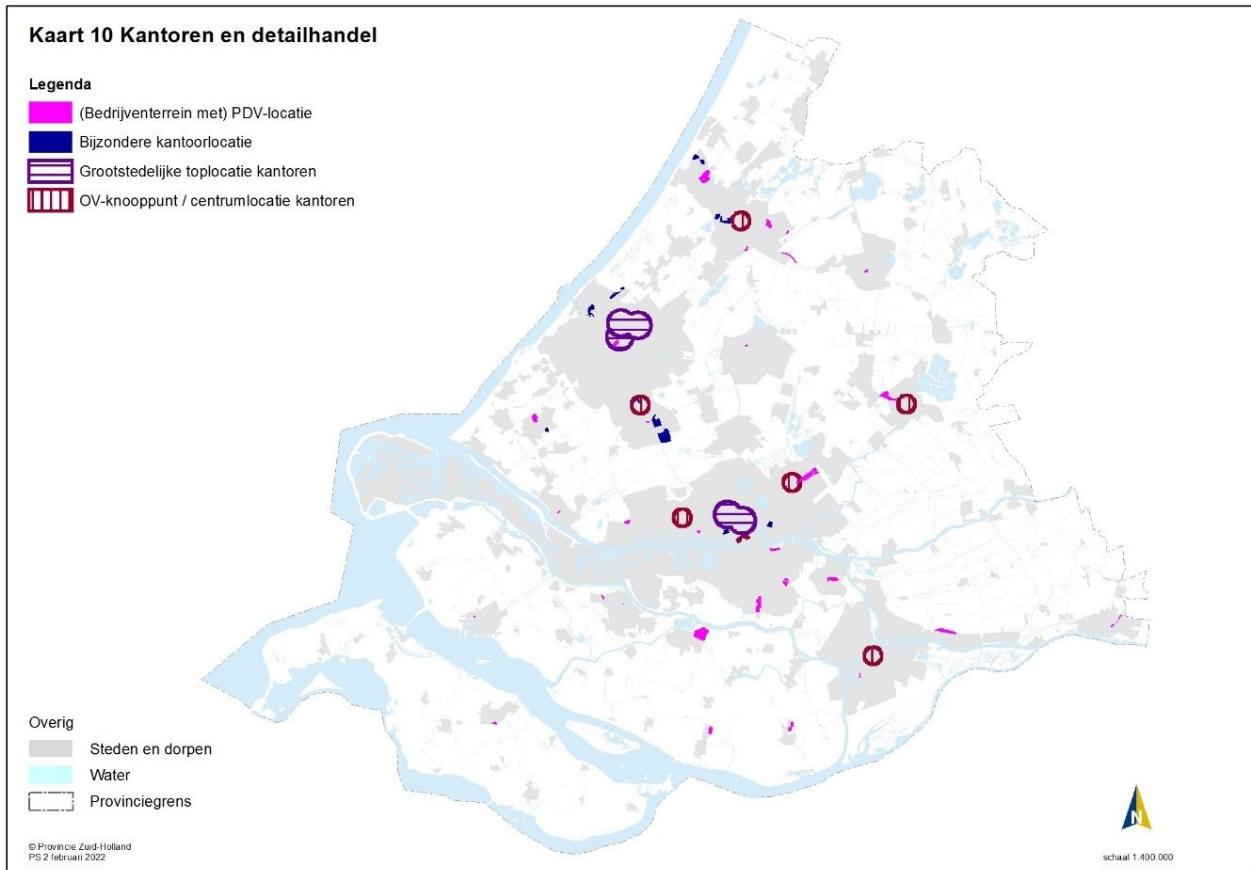 Kaart 10 Kantoren en detailhandel
Legenda
(Bedrijventerrein met) PDV-locatie
Bijzondere kantoorlocatie
Grootstedelijke toplocatie kantoren
OV-knooppunt / centrumlocatie kantoren
Overig
Steden en dorpen
Water
Provinciegrens
© Provincie Zuid-Holland
PS 2 februari 2022
N
schaal 1:400.000